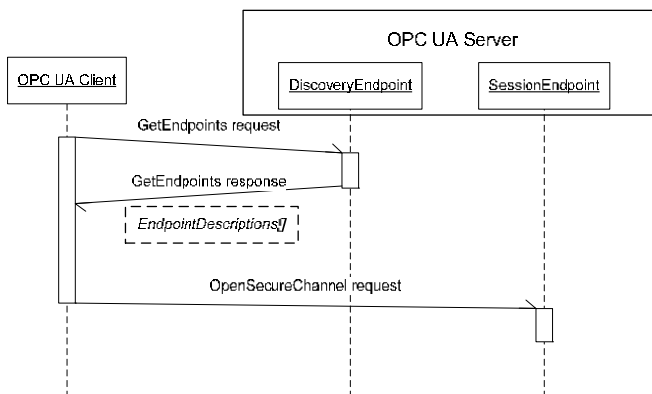 OPC UA Server
OPC UA Client
DiscoveryEndpoint
SessionEndpoint
GetEndpoints request
GetEndpoints response
EndpointDescriptions[]
OpenSecureChannel request